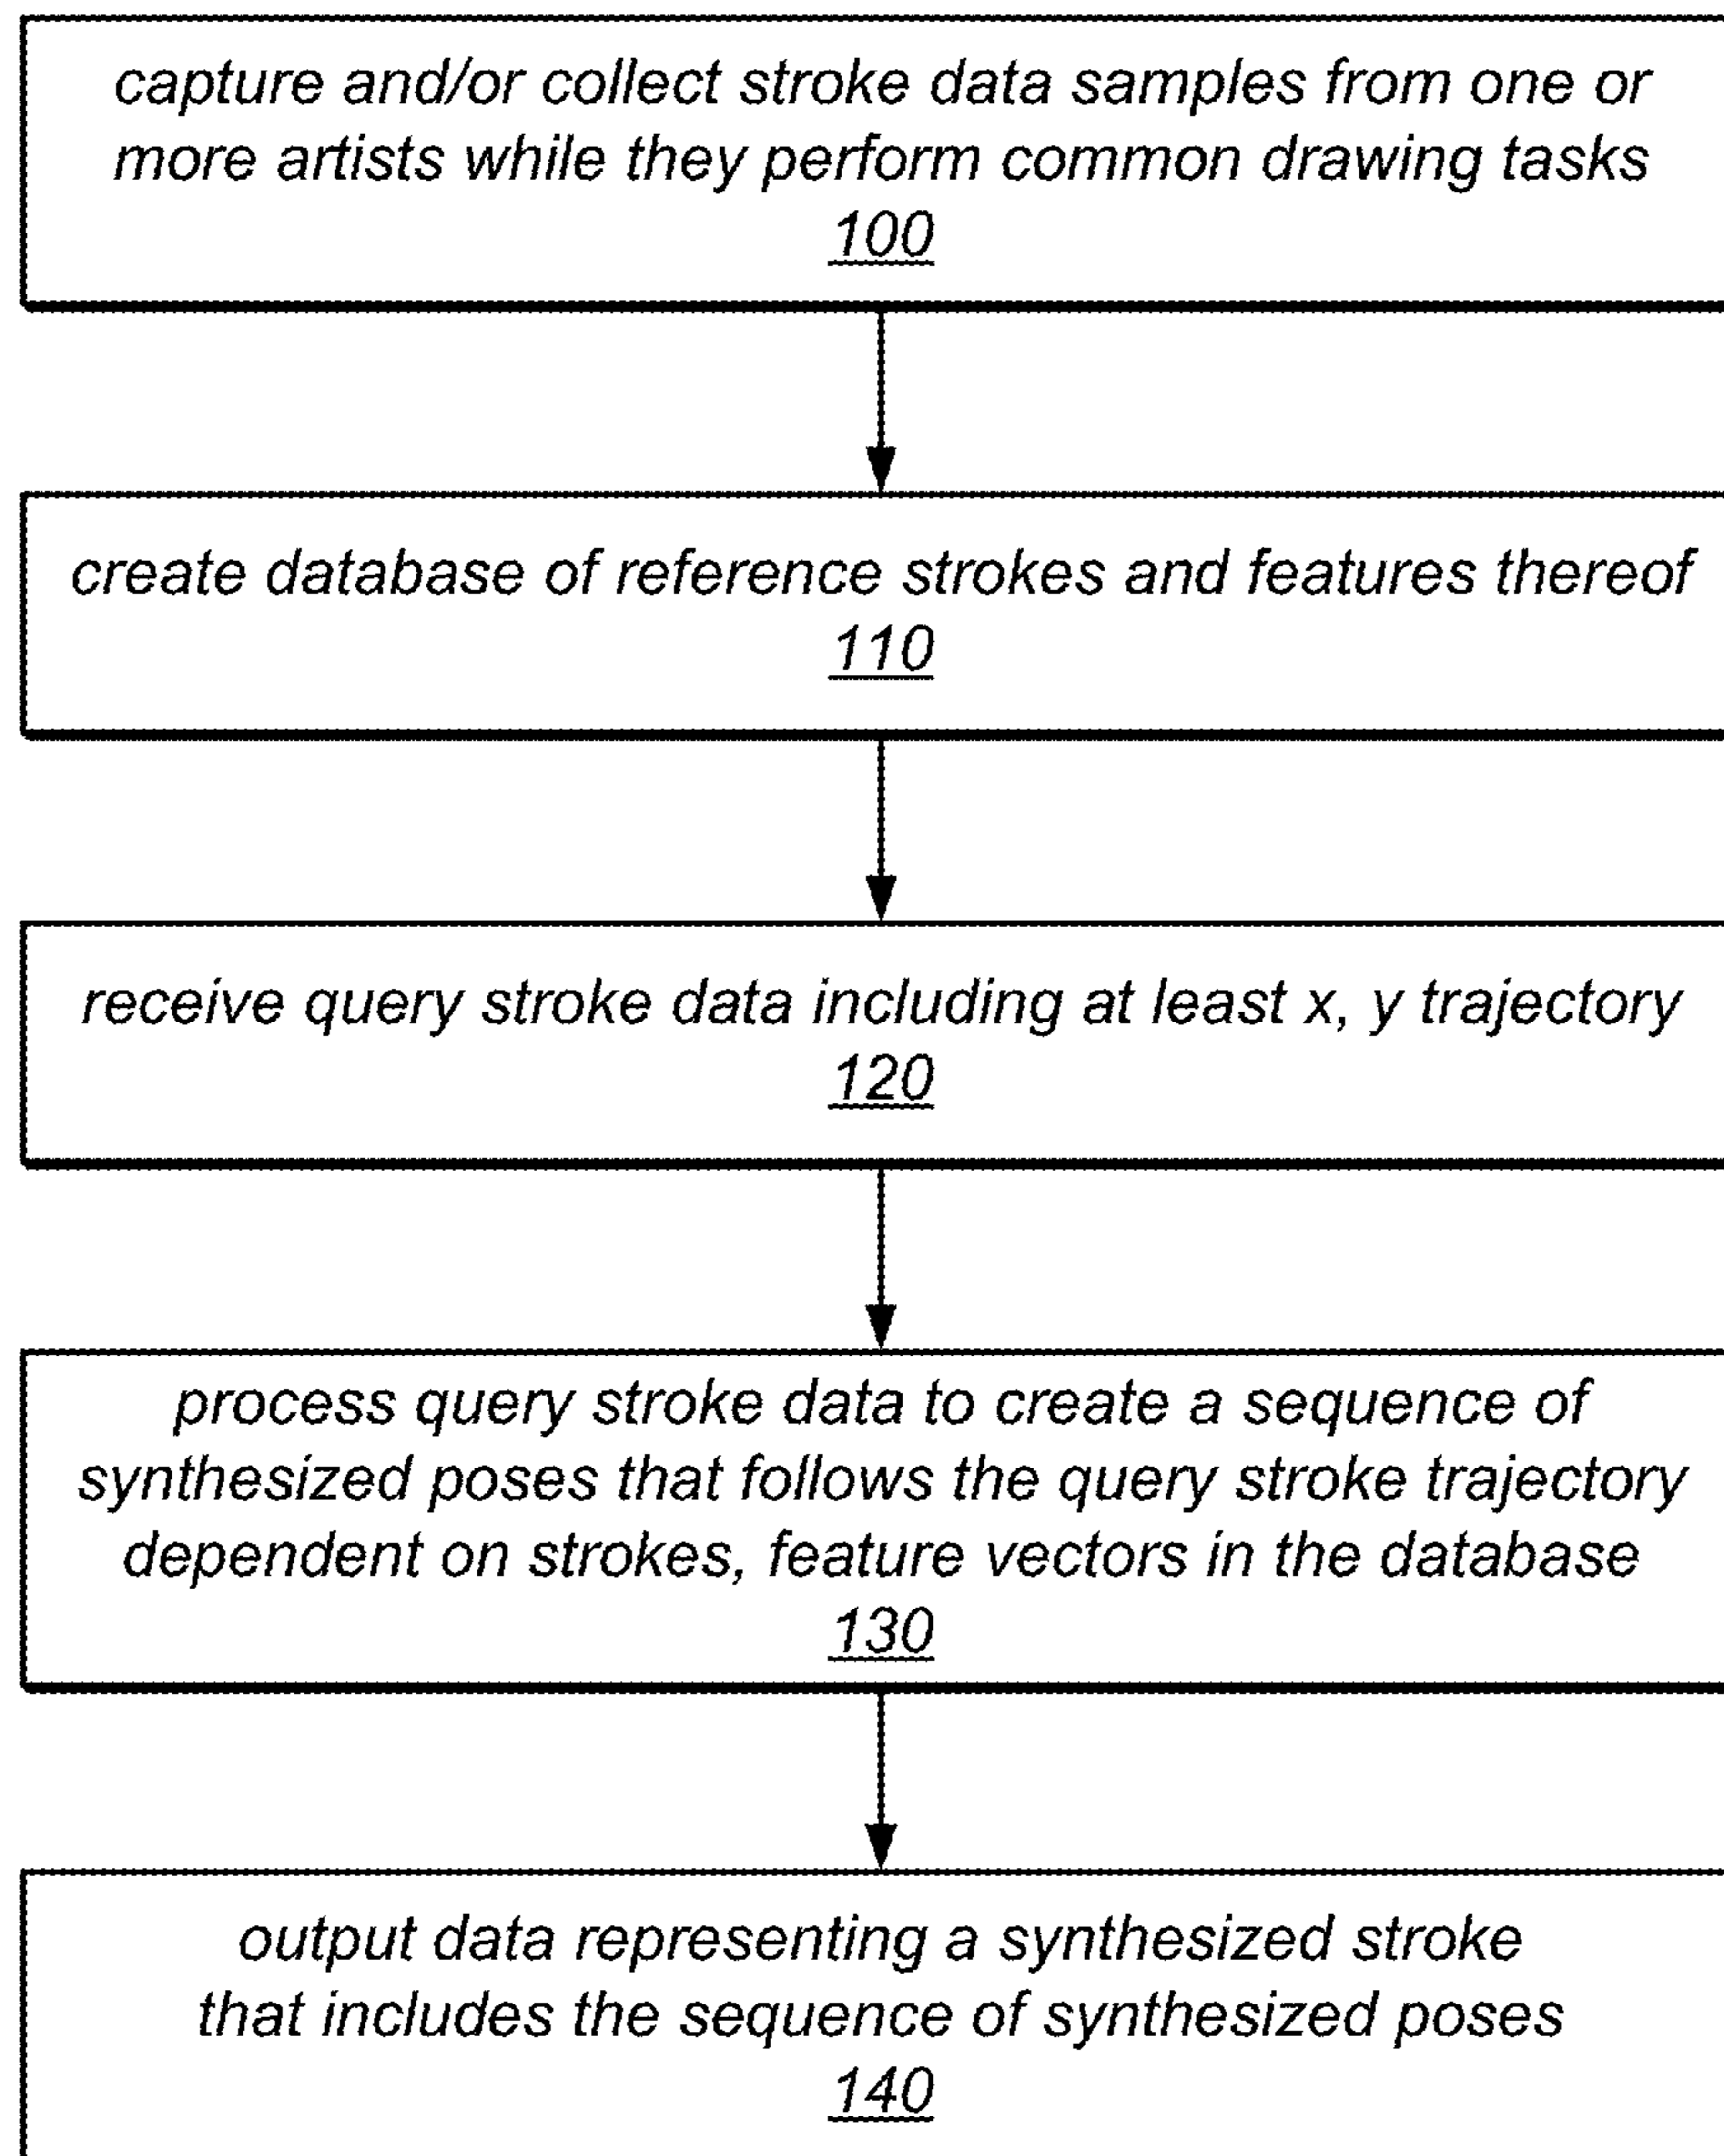 capture and/or collect stroke data samples from one or
more artists while they perform common drawing tasks
100
create database of reference strokes and features thereof
110
receive query stroke data including at least x, y trajectory
120
process query stroke data to create a sequence of
synthesized poses that follows the query stroke trajectory
dependent on strokes, feature vectors in the database
130
output data representing a synthesized stroke
that includes the sequence of synthesized poses
140